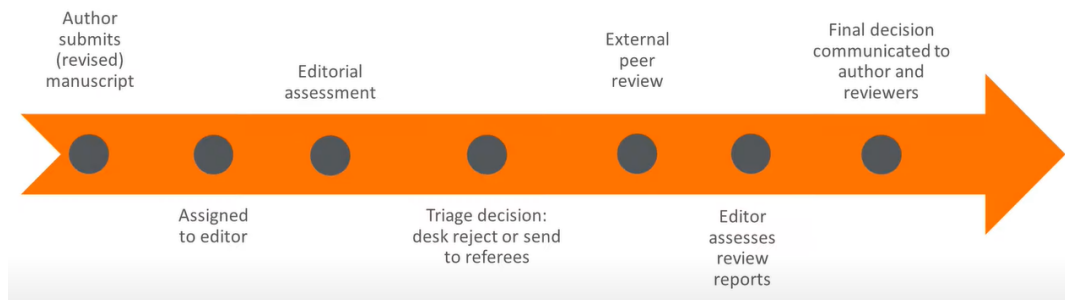 Author
submits
(revised)
manuscript
Assigned
to editor
Editorial
assessment
Triage decision:
desk reject or send
to referees
External
peer
review
Editor
assesses
review
reports
Final decision
communicated to
author and
reviewers